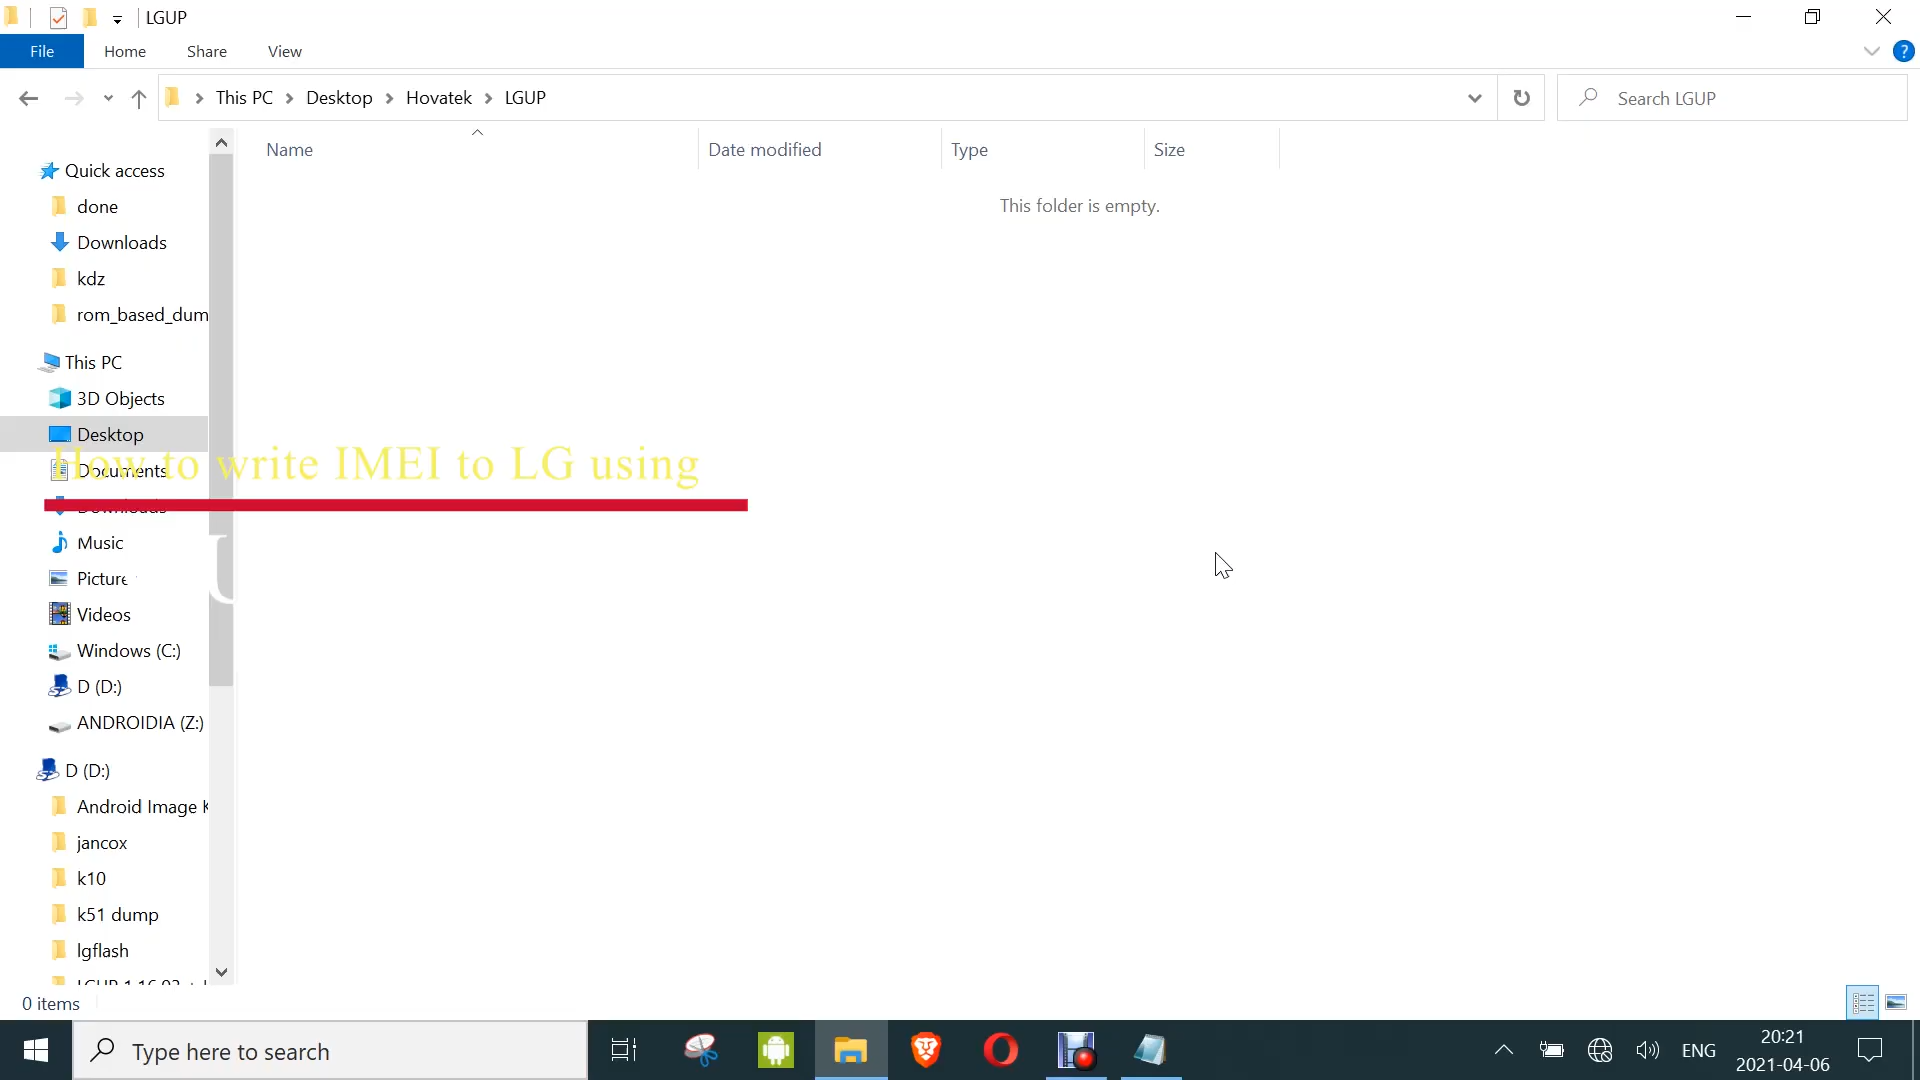 LGUP
File Home Share View
This PC Desktop Hovatek LGUP
Search LGUP
Name Date modified Type Size
This folder is empty.
Quick access
done
Downloads
kdz
rom_based_dum
This PC
3D Objects
Desktop
How to write IMEI to LG using
Documents
Downloads
Music
U
Picture
Videos
Windows (C:)
D (D:)
ANDROIDIA (Z:)
D (D:)
Android Image K
jancox
k10
k51 dump
lgflash
0 items
Type here to search
ENG
20:21
2021-04-06